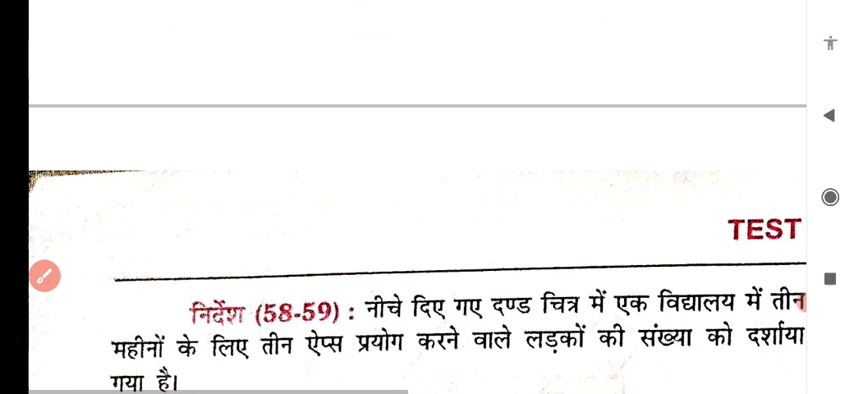 TEST
निर्देश (58-59) : नीचे दिए गए दण्ड चित्र में एक विद्यालय में तीन
महीनों के लिए तीन ऐप्स प्रयोग करने वाले लड़कों की संख्या को दर्शाया
गया है।